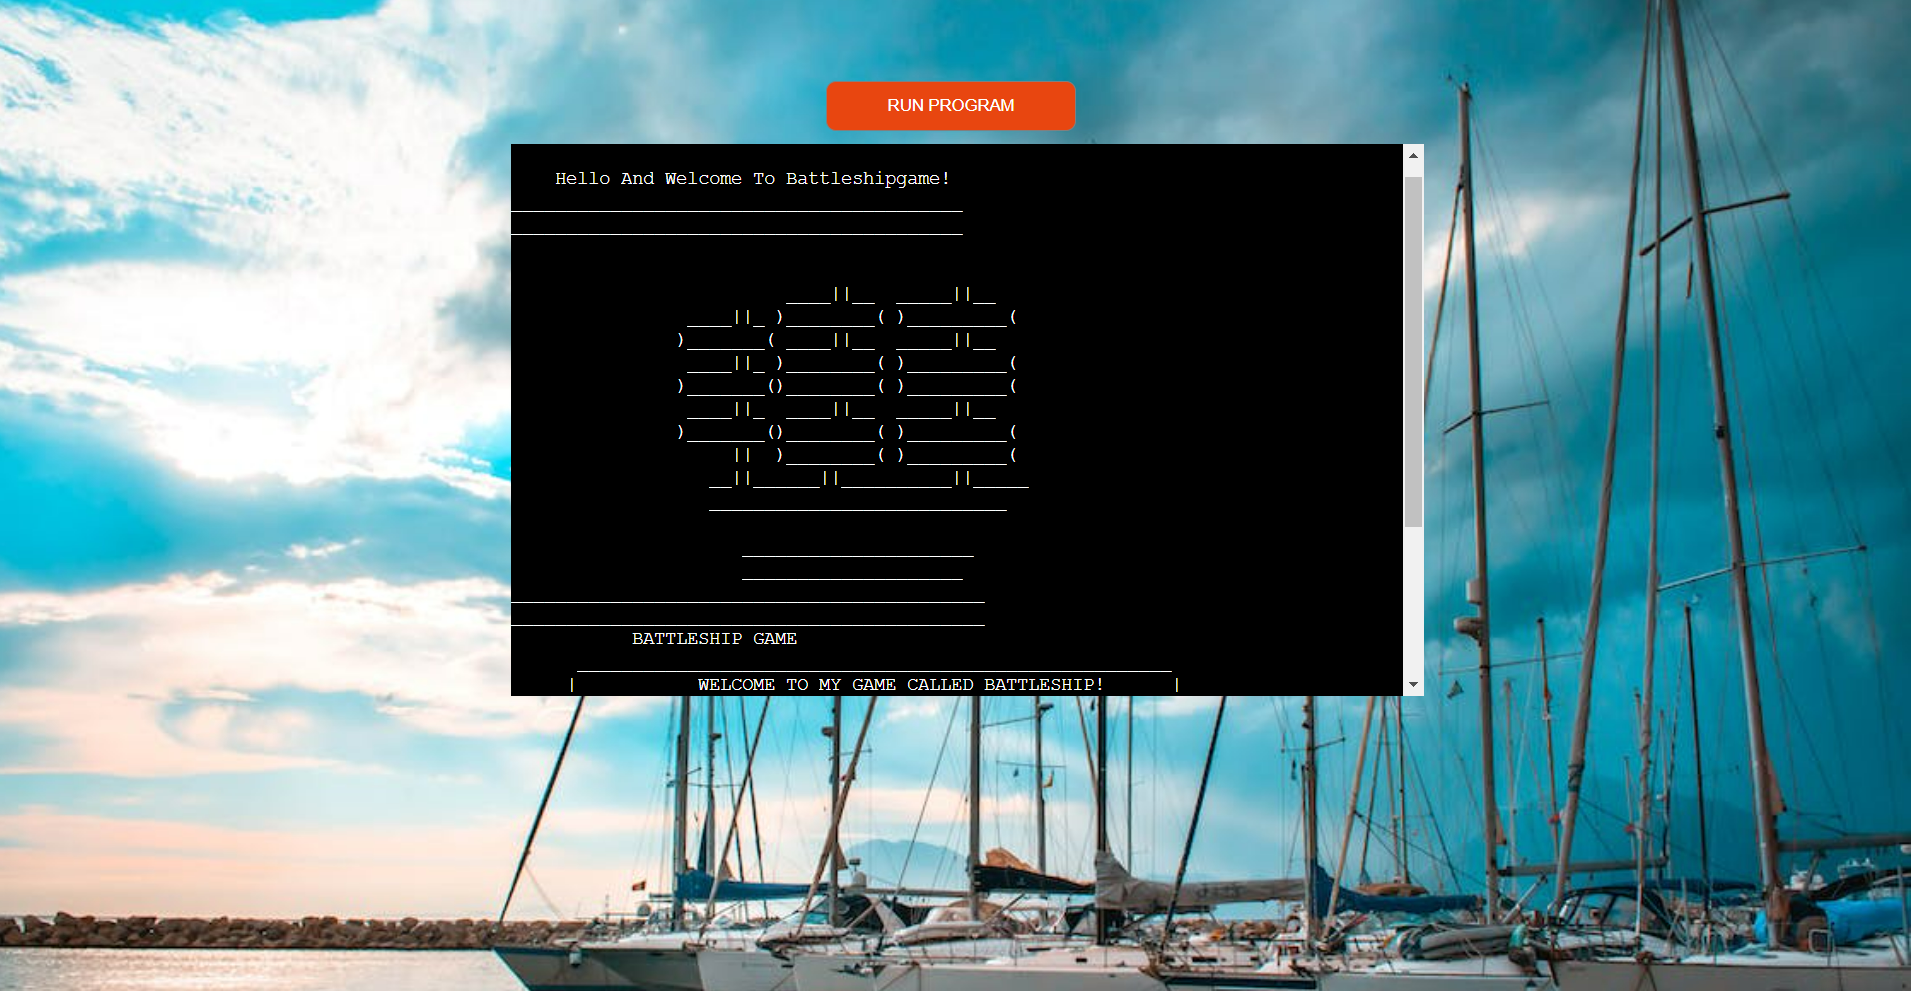 RUN PROGRAM
Hello And Welcome To Battleshipgame!
BATTLESHIP GAME
WELCOME TO MY GAME CALLED BATTLESHIP!